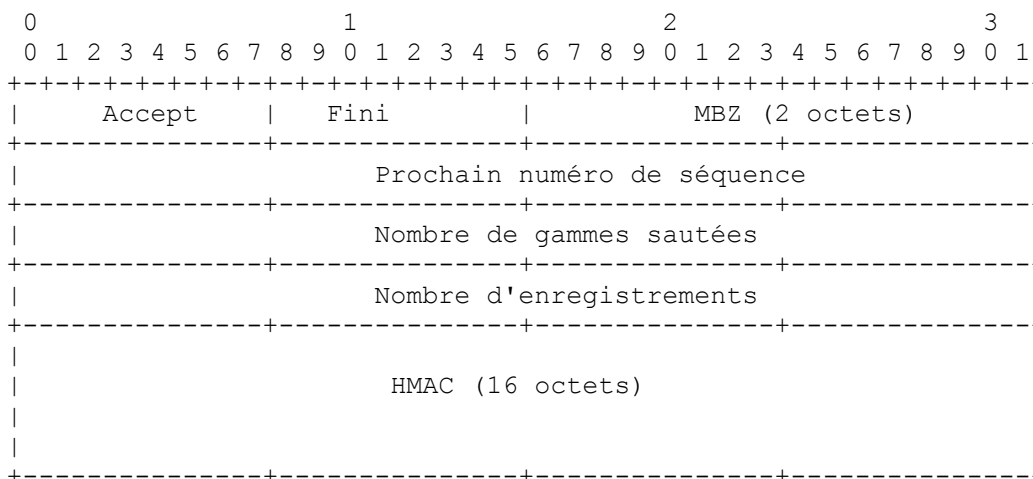 0 1 2 3
0 1 2 3 4 5 6 7 8 9 0 1 2 3 4 5 6 7 8 9 0 1 2 3 4 5 6 7 8 9 0 1
+-+-+-+-+-+-+-+-+-+-+-+-+-+-+-+-+-+-+-+-+-+-+-+-+-+-+-+-+-+-+-+-
| Accept | Fini | MBZ (2 octets)
+---------------+---------------+---------------+---------------
| Prochain numéro de séquence
+---------------+---------------+---------------+---------------
| Nombre de gammes sautées
+---------------+---------------+---------------+---------------
| Nombre d'enregistrements
+---------------+---------------+---------------+---------------
|
| HMAC (16 octets)
|
|
+---------------+---------------+---------------+---------------